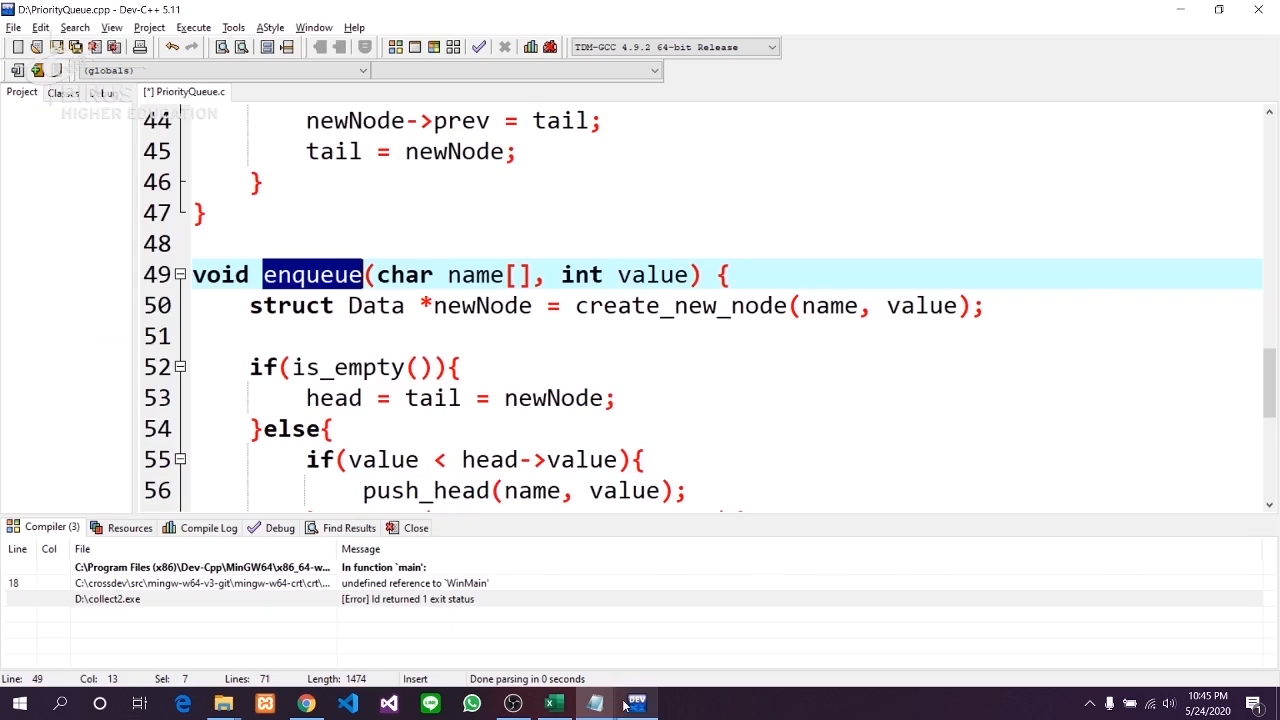 D:\PriorityQueue.cpp - Dev-C++ 5.11
File Edit Search View Project Execute Tools AStyle Window Help
TDM-GCC 4.9.2 64-bit Release
(globals)
Project Classes Debug [*] PriorityQueue.c
HIGHER EDUCATION
44 newNode->prev = tail;
45 tail = newNode;
46 }
47 }
48
49 void enqueue(char name[], int value) {
50 struct Data *newNode = create_new_node(name, value);
51
52 if(is_empty()){
53 head = tail = newNode;
54 }else{
55 if(value < head->value){
56 push_head(name, value);
Compiler (3) Resources Compile Log Debug Find Results Close
Line Col File Message
C:\Program Files (x86)\Dev-Cpp\MinGW64\x86_64-w... In function `main':
18 C:\crossdev\src\mingw-w64-v3-git\mingw-w64-crt\crt\... undefined reference to `WinMain'
D:\collect2.exe [Error] ld returned 1 exit status
Line: 49 Col: 13 Sel: 7 Lines: 71 Length: 1474 Insert Done parsing in 0 seconds
DEV
10:45 PM
5/24/2020